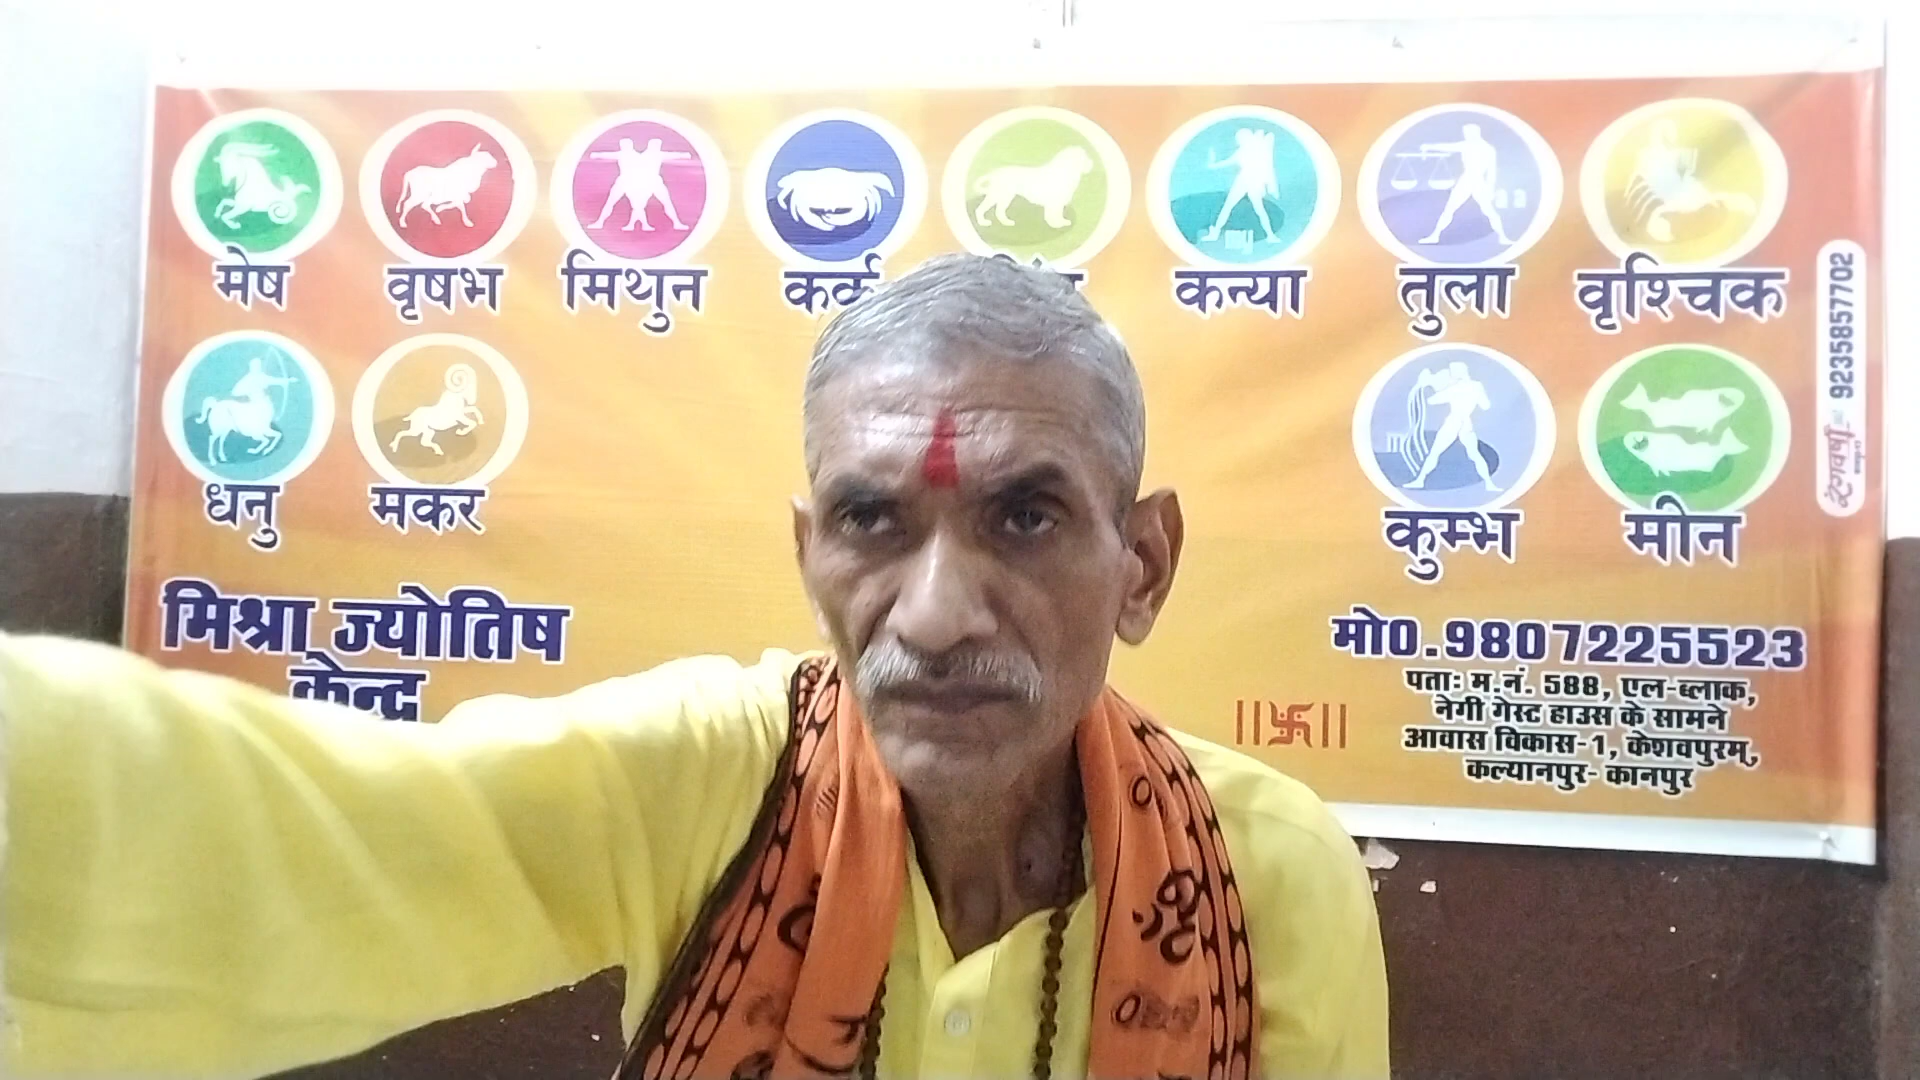 मेष वृषभ मिथुन कर्क कन्या तुला वृश्चिक
धनु मकर कुम्भ मीन
मिश्रा ज्योतिष
केन्द्र
मो0.9807225523
पता: म.नं. 588, एल-ब्लाक,
नेगी गेस्ट हाउस के सामने
आवास विकास-1, केशवपुरम्,
कल्यानपुर- कानपुर
9235857702